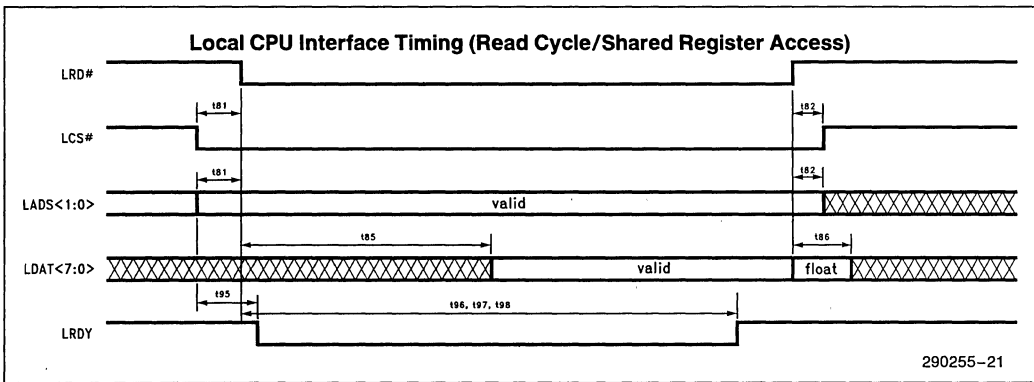 Local CPU Interface Timing (Read Cycle/Shared Register Access)
LRD#
t81 t82
LCS#
t81 t82
LADS<1:0> valid
t85 t86
LDAT<7:0> valid float
t95 t96, t97, t98
LRDY
290255-21